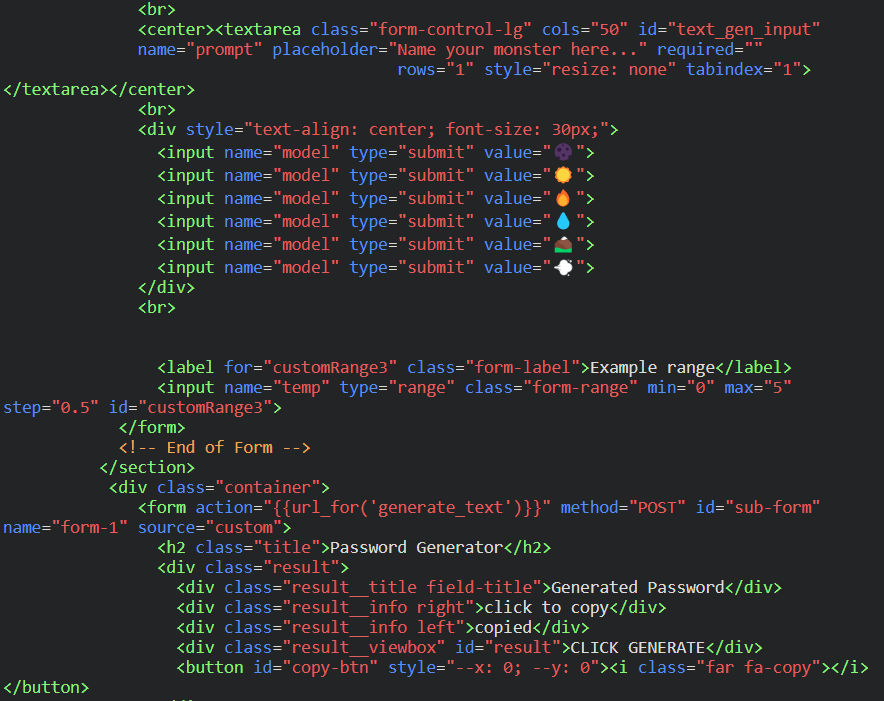 <br>
<center><textarea class="form-control-lg" cols="50" id="text_gen_input"
name="prompt" placeholder="Name your monster here..." required=""
rows="1" style="resize: none" tabindex="1">
</textarea></center>
<br>
<div style="text-align: center; font-size: 30px;">
<input name="model" type="submit" value="🌚">
<input name="model" type="submit" value="☀️">
<input name="model" type="submit" value="🔥">
<input name="model" type="submit" value="💧">
<input name="model" type="submit" value="⛰️">
<input name="model" type="submit" value="💨">
</div>
<br>
<label for="customRange3" class="form-label">Example range</label>
<input name="temp" type="range" class="form-range" min="0" max="5"
step="0.5" id="customRange3">
</form>
<!-- End of Form -->
</section>
<div class="container">
<form action="{{url_for('generate_text')}}" method="POST" id="sub-form"
name="form-1" source="custom">
<h2 class="title">Password Generator</h2>
<div class="result">
<div class="result__title field-title">Generated Password</div>
<div class="result__info right">click to copy</div>
<div class="result__info left">copied</div>
<div class="result__viewbox" id="result">CLICK GENERATE</div>
<button id="copy-btn" style="--x: 0; --y: 0"><i class="far fa-copy"></i>
</button>